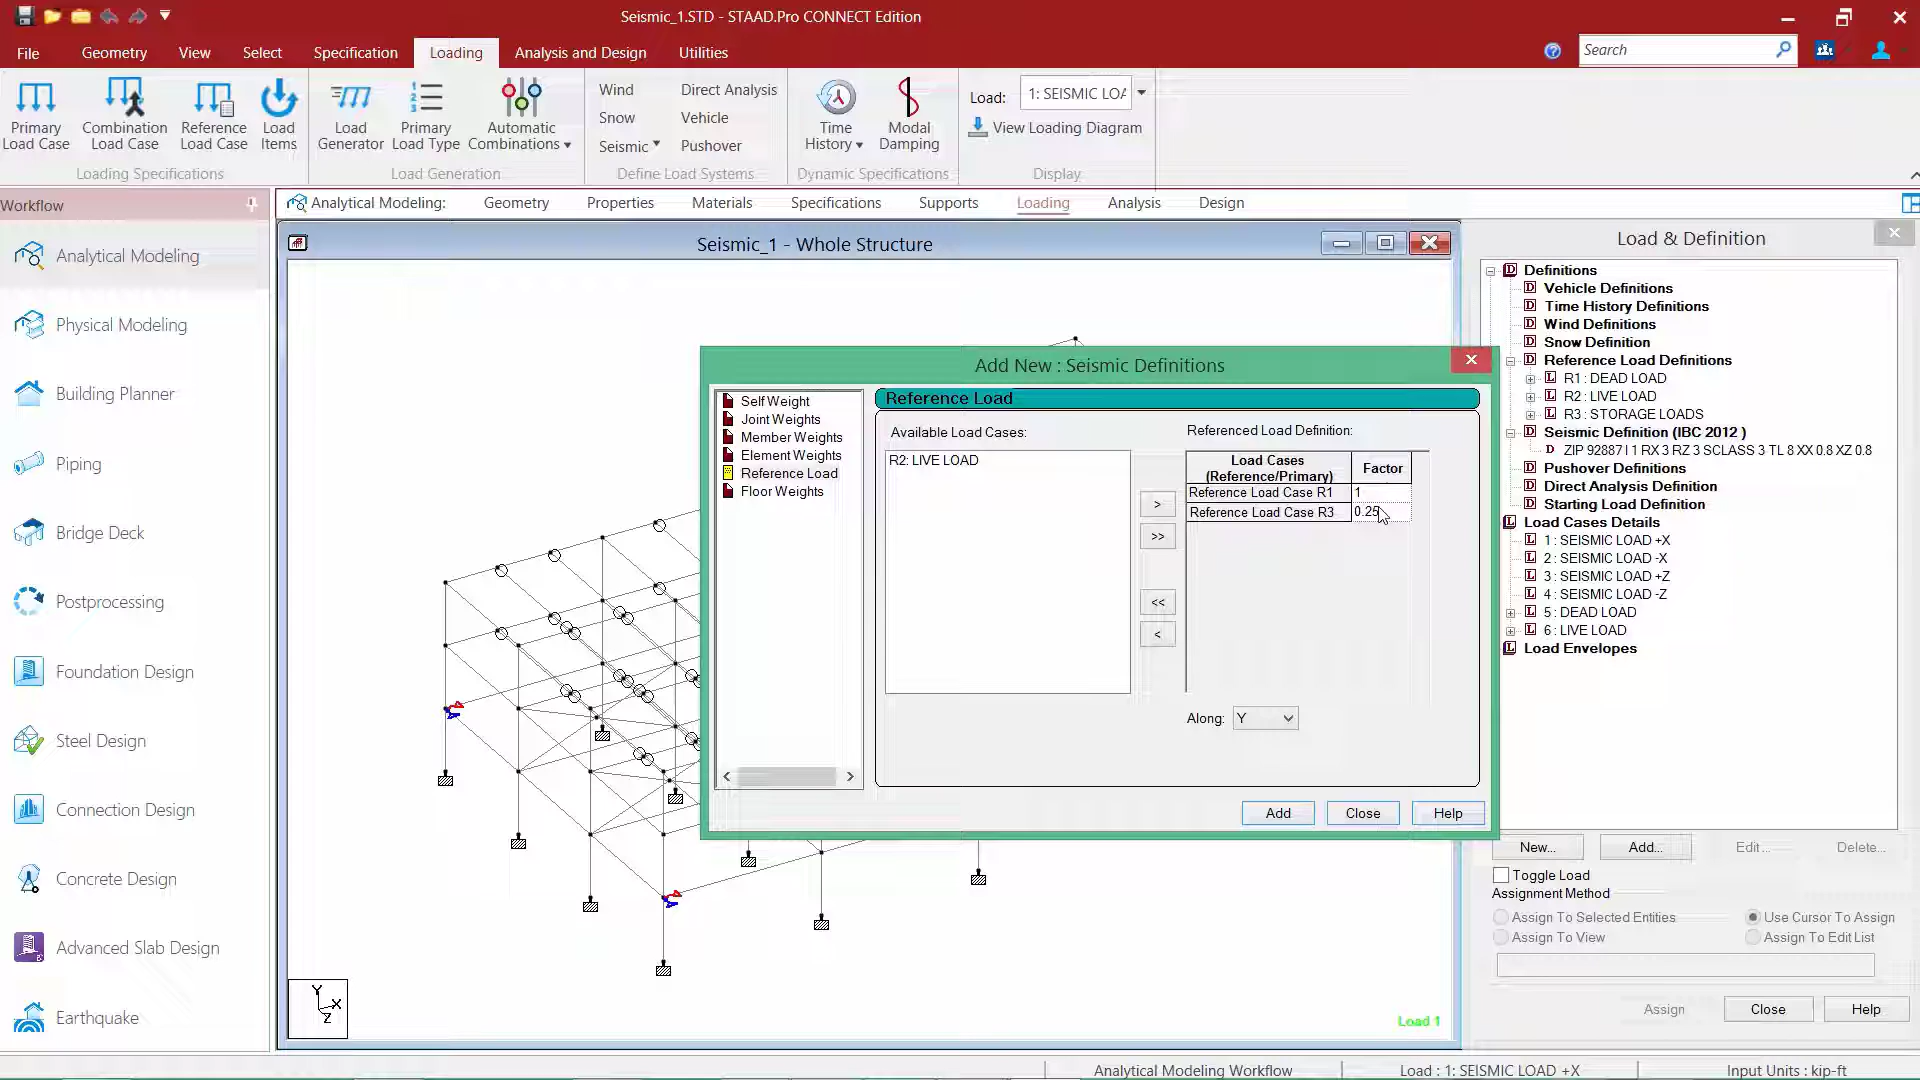 Seismic_1.STD - STAAD.Pro CONNECT Edition
File Geometry View Select Specification Loading Analysis and Design Utilities
Search
Primary Load Case
Combination Load Case
Reference Load Case
Load Items
Loading Specifications
Load Generator
Primary Load Type
Automatic Combinations
Load Generation
Wind
Snow
Seismic
Direct Analysis
Vehicle
Pushover
Define Load Systems
Time History
Modal Damping
Dynamic Specifications
Load: 1: SEISMIC LOA
View Loading Diagram
Display
Workflow
Analytical Modeling
Physical Modeling
Building Planner
Piping
Bridge Deck
Postprocessing
Foundation Design
Steel Design
Connection Design
Concrete Design
Advanced Slab Design
Earthquake
Analytical Modeling: Geometry Properties Materials Specifications Supports Loading Analysis Design
Seismic_1 - Whole Structure
Y
X
Z
Load 1
Add New : Seismic Definitions
Self Weight
Joint Weights
Member Weights
Element Weights
Reference Load
Floor Weights
Reference Load
Available Load Cases:
R2: LIVE LOAD
>
>>
<<
<
Referenced Load Definition:
Load Cases (Reference/Primary) Factor
Reference Load Case R1 1
Reference Load Case R3 0.25
Along: Y
Add Close Help
Load & Definition
Definitions
Vehicle Definitions
Time History Definitions
Wind Definitions
Snow Definition
Reference Load Definitions
R1 : DEAD LOAD
R2 : LIVE LOAD
R3 : STORAGE LOADS
Seismic Definition (IBC 2012 )
ZIP 92887 I 1 RX 3 RZ 3 SCLASS 3 TL 8 XX 0.8 XZ 0.8
Pushover Definitions
Direct Analysis Definition
Starting Load Definition
Load Cases Details
1 : SEISMIC LOAD +X
2 : SEISMIC LOAD -X
3 : SEISMIC LOAD +Z
4 : SEISMIC LOAD -Z
5 : DEAD LOAD
6 : LIVE LOAD
Load Envelopes
New... Add... Edit... Delete...
Toggle Load
Assignment Method
Assign To Selected Entities Use Cursor To Assign
Assign To View Assign To Edit List
Assign Close Help
Analytical Modeling Workflow Load : 1: SEISMIC LOAD +X Input Units : kip-ft